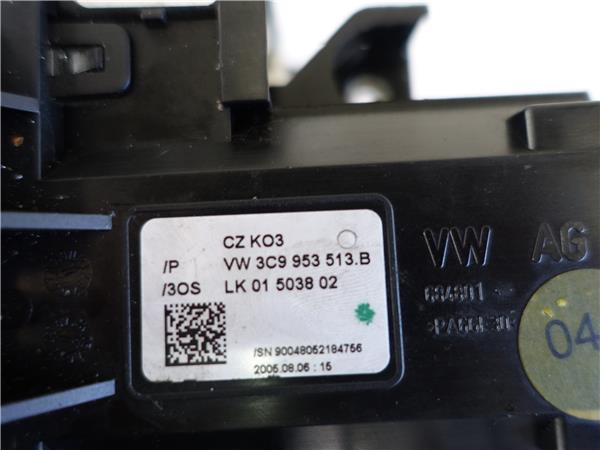 CZ KO3
/P VW 3C9 953 513.B
/3OS LK 01 5038 02
/SN 90048052184756
2005.08.06 : 15
VW AG
04